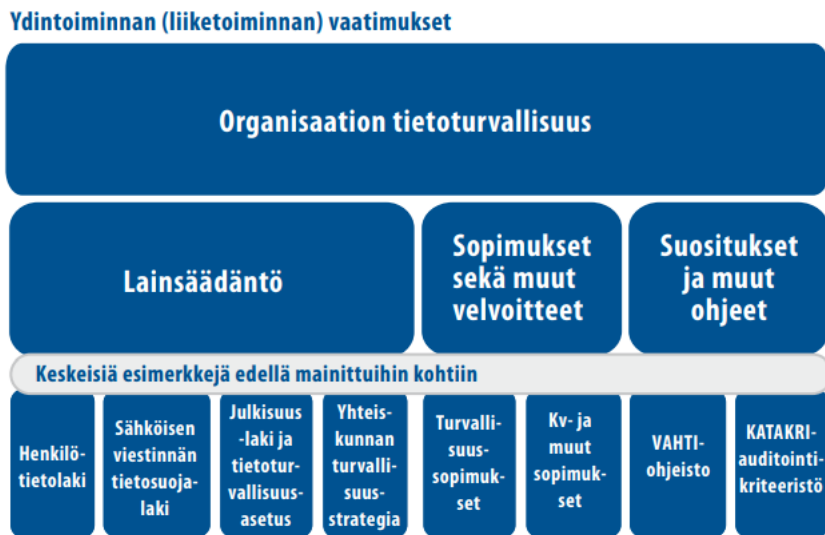 Ydintoiminnan (liiketoiminnan) vaatimukset
Organisaation tietoturvallisuus
Lainsäädäntö
Sopimukset
sekä muut
velvoitteet
Suositukset
ja muut
ohjeet
Keskeisiä esimerkkejä edellä mainittuihin kohtiin
Henkilö-
tietolaki
Sähköisen
viestinnän
tietosuoja-
laki
Julkisuus
-laki ja
tietotur-
vallisuus-
asetus
Yhteis-
kunnan
turvalli-
suus-
strategia
Turvalli-
suus-
sopimuk-
set
Kv- ja
muut
sopimuk-
set
VAHTI-
ohjeisto
KATAKRI-
auditointi-
kriteeristö